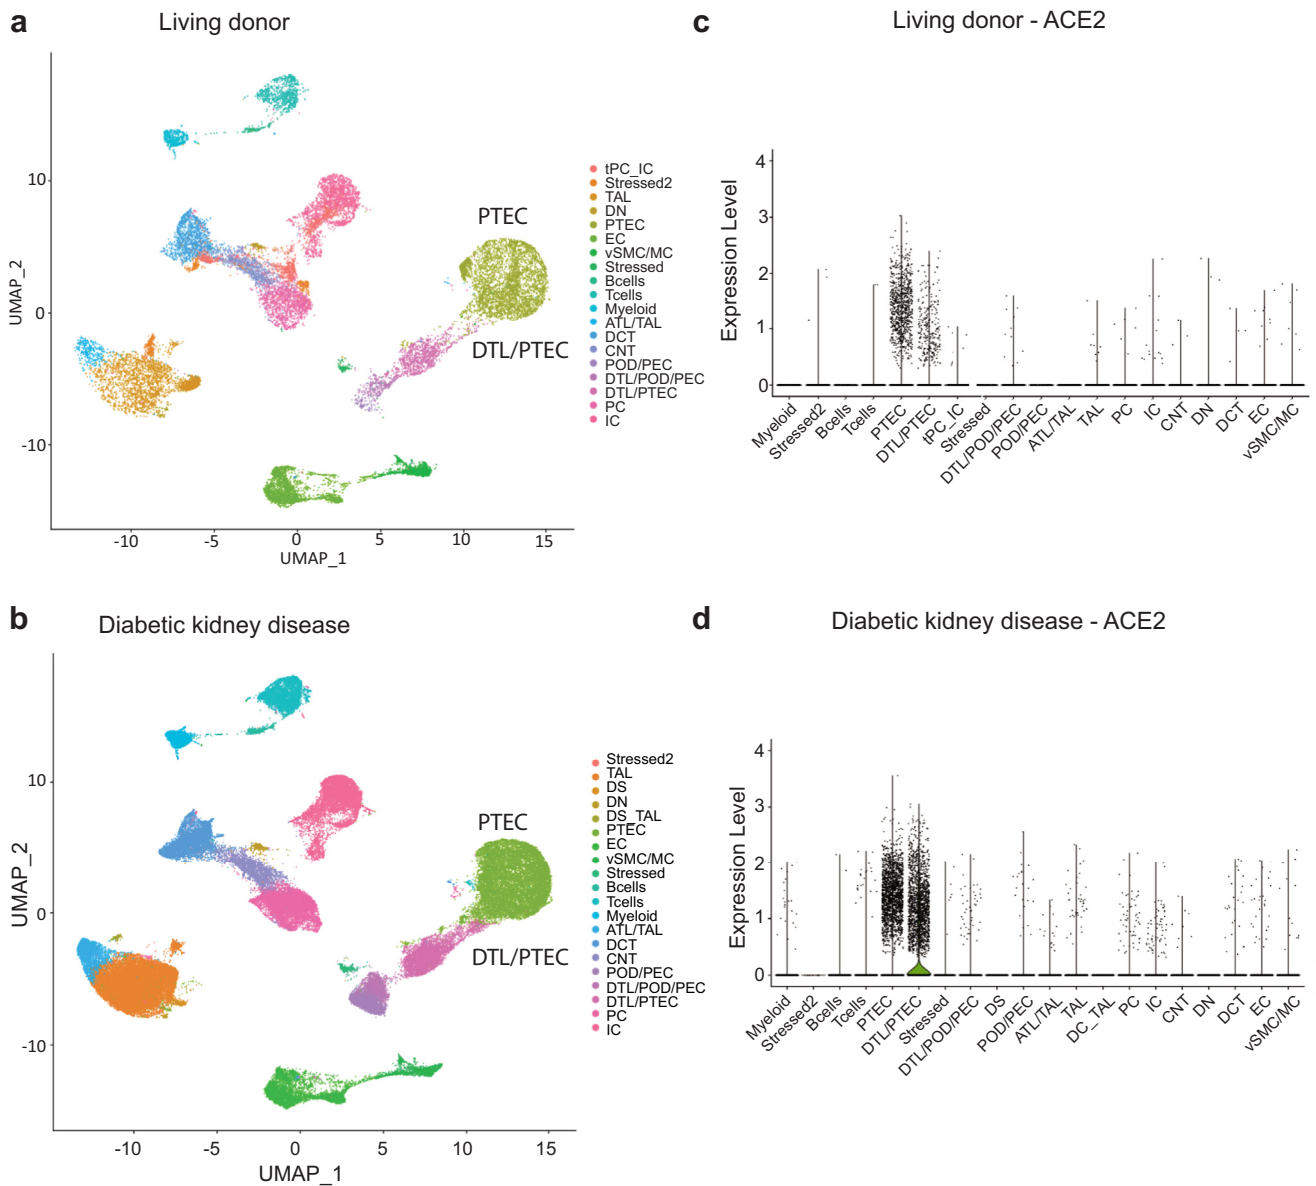 a
Living donor
10
0
-10
UMAP_2
-10
-5
0
5
10
15
UMAP_1
PTEC
DTL/PTEC
tPC_IC
Stressed2
TAL
DN
PTEC
EC
vSMC/MC
Stressed
Bcells
Tcells
Myeloid
ATL/TAL
DCT
CNT
POD/PEC
DTL/POD/PEC
DTL/PTEC
PC
IC
c
Living donor - ACE2
Expression Level
4
3
2
1
0
Myeloid
Stressed2
Bcells
Tcells
PTEC
DTL/PTEC
tPC_IC
Stressed
DTL/POD/PEC
POD/PEC
ATL/TAL
TAL
PC
IC
CNT
DN
DCT
EC
vSMC/MC
b
Diabetic kidney disease
10
0
-10
UMAP_2
-10
-5
0
5
10
15
UMAP_1
PTEC
DTL/PTEC
Stressed2
TAL
DS
DN
DS_TAL
PTEC
EC
vSMC/MC
Stressed
Bcells
Tcells
Myeloid
ATL/TAL
DCT
CNT
POD/PEC
DTL/POD/PEC
DTL/PTEC
PC
IC
d
Diabetic kidney disease - ACE2
Expression Level
4
3
2
1
0
Myeloid
Stressed2
Bcells
Tcells
PTEC
DTL/PTEC
Stressed
DTL/POD/PEC
DS
POD/PEC
ATL/TAL
TAL
DC_TAL
PC
IC
CNT
DN
DCT
EC
vSMC/MC